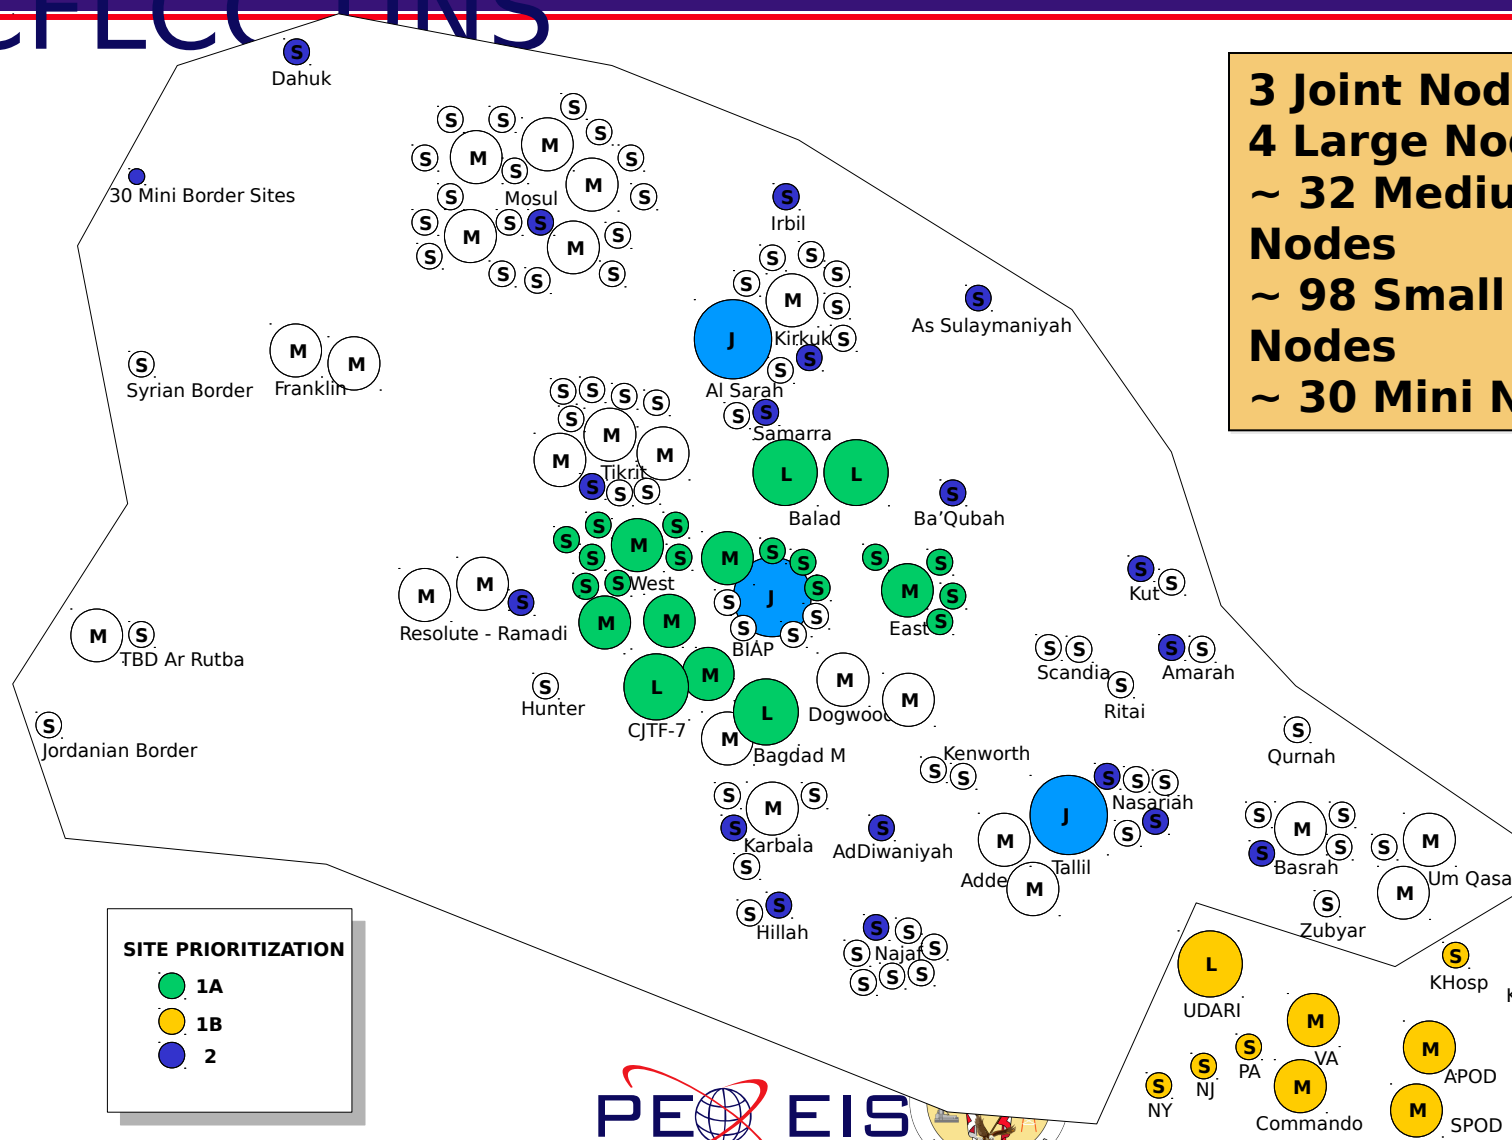 S
Dahuk
3 Joint Nod
4 Large No
~ 32 Mediu
Nodes
~ 98 Small
Nodes
~ 30 Mini N
30 Mini Border Sites
S S S S
S M M S
S M
S Mosul S
S M S S M S
S S S S
S
Irbil
S S S
S M S
J Kirkuk S
S S
Al Sarah
S
As Sulaymaniyah
S
Syrian Border
M M
Franklin
S S S S
S M
M M
Tikrit
S S S
S S
Samarra
L L
Balad
S
Ba’Qubah
S S
S M
S S
S S West
M M
M S S
J S
S S
S S
BIAP
S S
M S
East S
M M S
Resolute - Ramadi
S S
Kut
M S
TBD Ar Rutba
S
Hunter
S
Jordanian Border
L M
CJTF-7
M L
Bagdad M
M M
Dogwood
S S
Scandia
S
Ritai
S S
Amarah
S
Qurnah
Kenworth
S S
S M S
S Karbala
S
S
AdDiwaniyah
S S S
J Nasariah
S S
Tallil
M
Adde
M
S M S
S S
Basrah
S M
M Um Qasa
S
Zubyar
S S
Hillah
S S S
S Najaf
S S S
SITE PRIORITIZATION
1A
1B
2
L
UDARI
S
KHosp
M
VA
S
PA
S
NJ
S
NY
M
Commando
M
APOD
M
SPOD
PE EIS